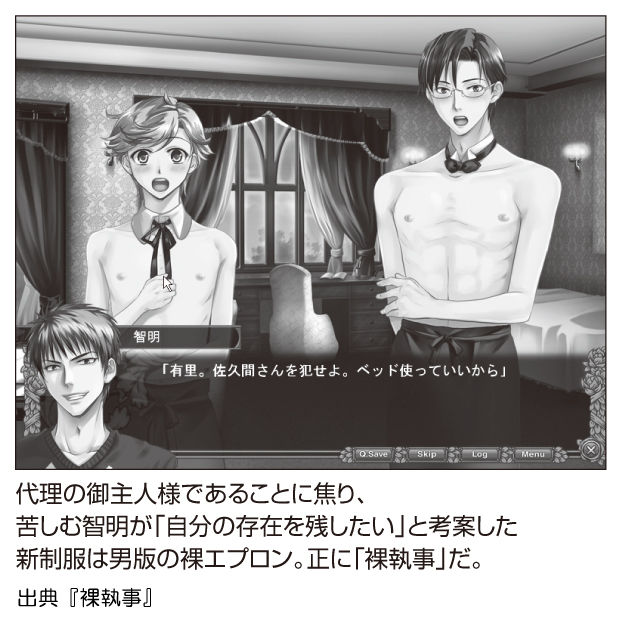 智明
「有里。佐久間さんを犯せよ。ベッド使っていいから」
Q.Save Skip Log Menu
代理の御主人様であることに焦り、
苦しむ智明が「自分の存在を残したい」と考案した
新制服は男版の裸エプロン。正に「裸執事」だ。
出典『裸執事』